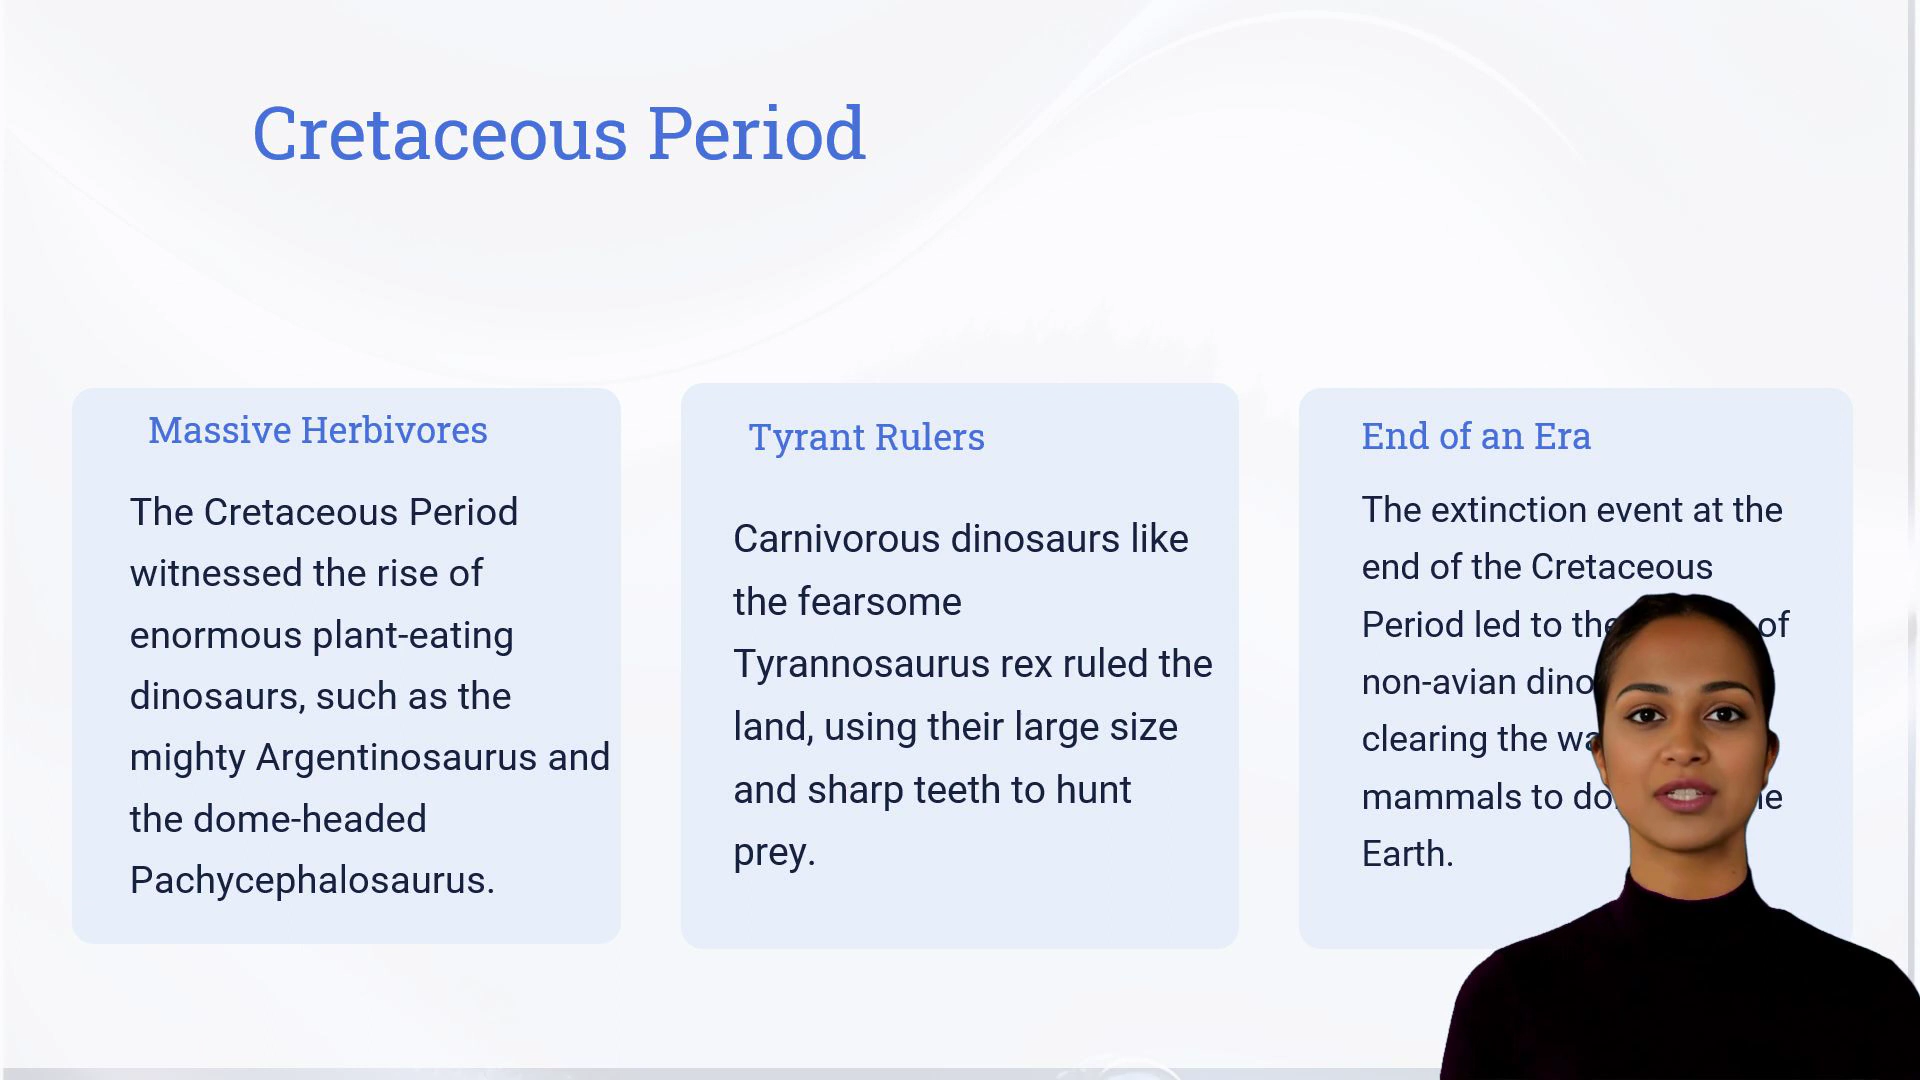 Cretaceous Period
Massive Herbivores
The Cretaceous Period
witnessed the rise of
enormous plant-eating
dinosaurs, such as the
mighty Argentinosaurus and
the dome-headed
Pachycephalosaurus.
Tyrant Rulers
Carnivorous dinosaurs like
the fearsome
Tyrannosaurus rex ruled the
land, using their large size
and sharp teeth to hunt
prey.
End of an Era
The extinction event at the
end of the Cretaceous
Period led to the of
non-avian
clearing the
mammals to
Earth.